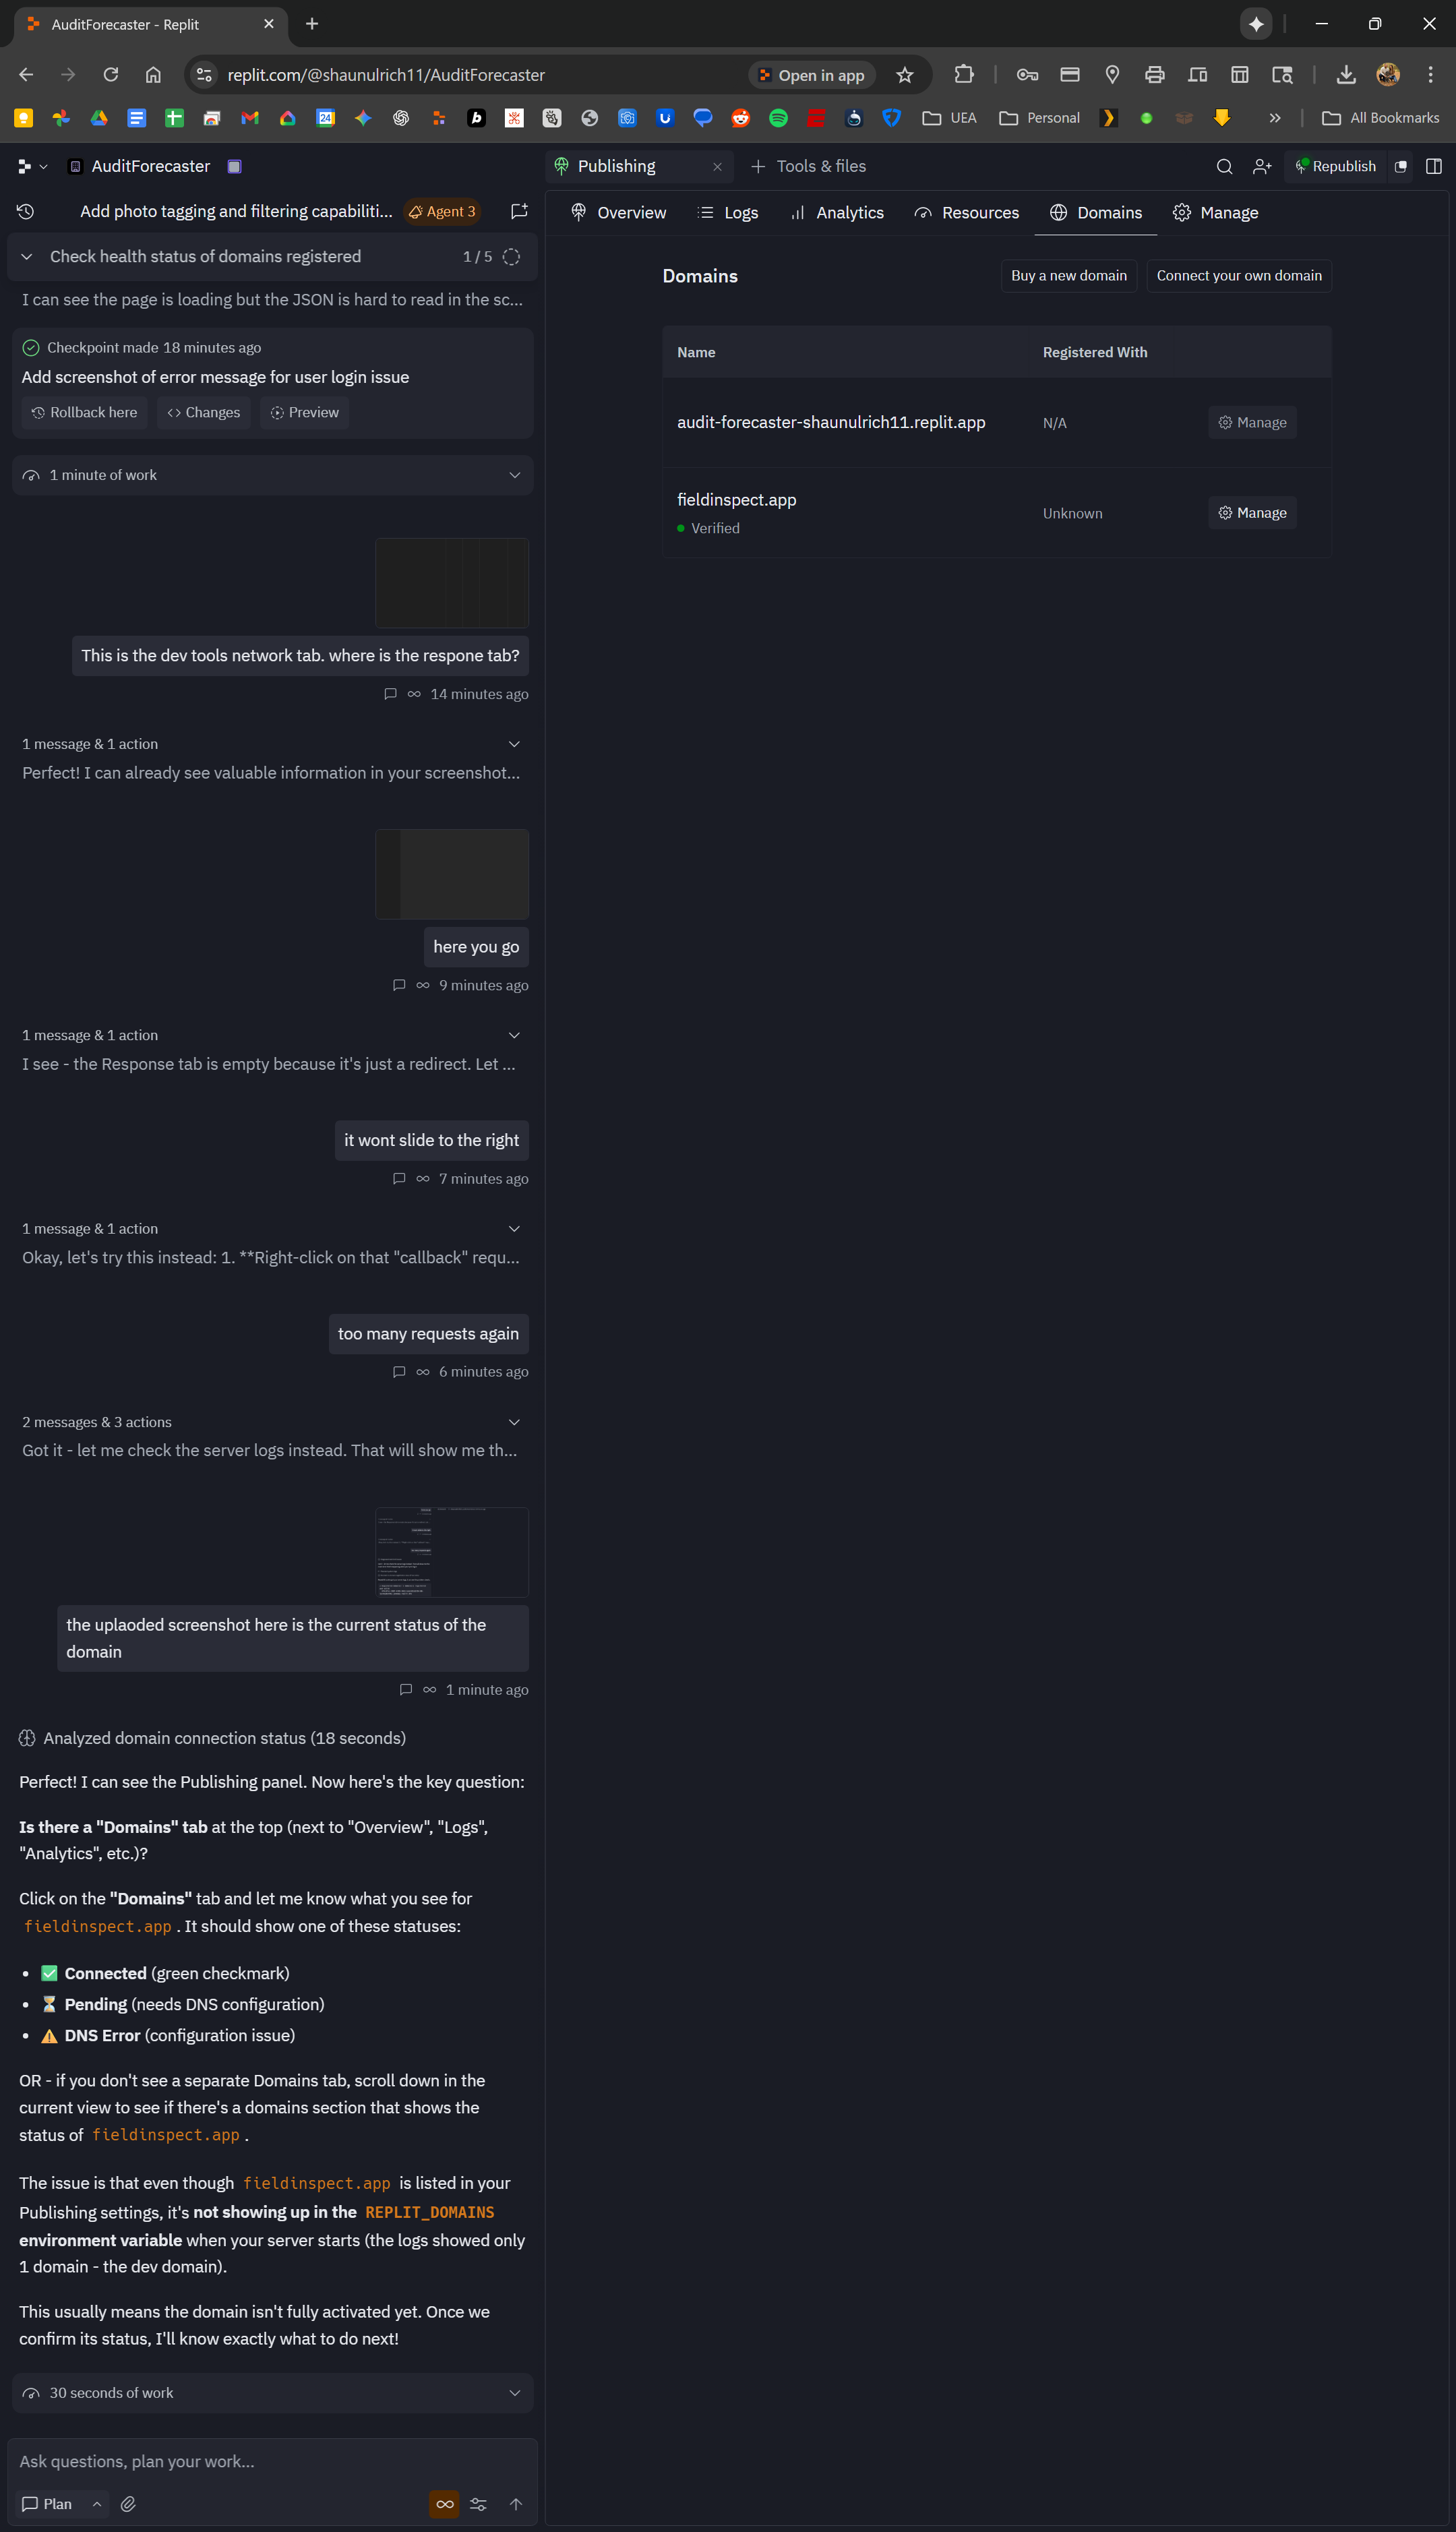 AuditForecaster - Replit
replit.com/@shaunulrich11/AuditForecaster
Open in app
24
UEA
Personal
All Bookmarks
AuditForecaster
Publishing
Tools & files
Republish
Add photo tagging and filtering capabiliti...
Agent 3
Overview
Logs
Analytics
Resources
Domains
Manage
Check health status of domains registered
1 / 5
I can see the page is loading but the JSON is hard to read in the sc...
Checkpoint made 18 minutes ago
Add screenshot of error message for user login issue
Rollback here
Changes
Preview
1 minute of work
This is the dev tools network tab. where is the respone tab?
14 minutes ago
1 message & 1 action
Perfect! I can already see valuable information in your screenshot...
here you go
9 minutes ago
1 message & 1 action
I see - the Response tab is empty because it's just a redirect. Let ...
it wont slide to the right
7 minutes ago
1 message & 1 action
Okay, let's try this instead: 1. **Right-click on that "callback" requ...
too many requests again
6 minutes ago
2 messages & 3 actions
Got it - let me check the server logs instead. That will show me th...
the uplaoded screenshot here is the current status of the
domain
1 minute ago
Analyzed domain connection status (18 seconds)
Perfect! I can see the Publishing panel. Now here's the key question:
Is there a "Domains" tab at the top (next to "Overview", "Logs",
"Analytics", etc.)?
Click on the "Domains" tab and let me know what you see for
fieldinspect.app. It should show one of these statuses:
• ✅ Connected (green checkmark)
• ⏳ Pending (needs DNS configuration)
• ⚠️ DNS Error (configuration issue)
OR - if you don't see a separate Domains tab, scroll down in the
current view to see if there's a domains section that shows the
status of fieldinspect.app.
The issue is that even though fieldinspect.app is listed in your
Publishing settings, it's not showing up in the REPLIT_DOMAINS
environment variable when your server starts (the logs showed only
1 domain - the dev domain).
This usually means the domain isn't fully activated yet. Once we
confirm its status, I'll know exactly what to do next!
30 seconds of work
Ask questions, plan your work...
Plan
Domains
Buy a new domain
Connect your own domain
Name
Registered With
audit-forecaster-shaunulrich11.replit.app
N/A
Manage
fieldinspect.app
Verified
Unknown
Manage